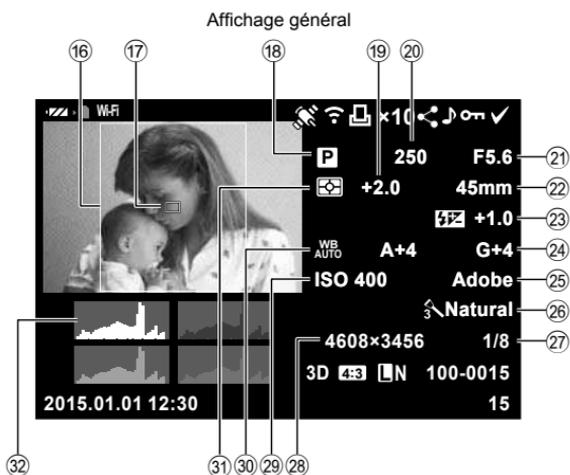 Affichage général
16 17 18 19 20
Wi-Fi ×10
P 250 F5.6
+2.0 45mm
+1.0
WB AUTO A+4 G+4
ISO 400 Adobe
3 Natural
4608×3456 1/8
3D 4:3 LN 100-0015
2015.01.01 12:30 15
21
22
23
24
25
26
27
32 31 30 29 28